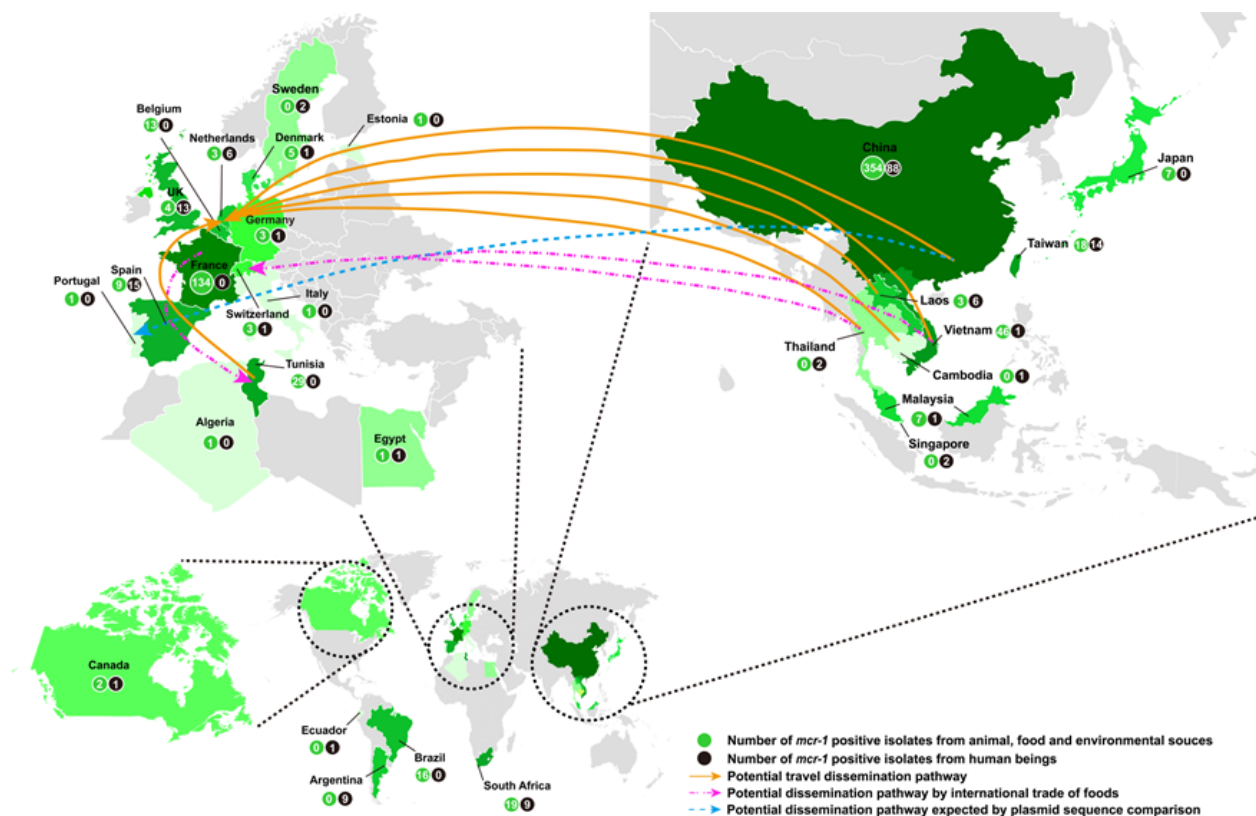 Sweden
0 2
Belgium
13 0
Estonia 1 0
Netherlands
3 6
Denmark
5 1
UK
4 13
Germany
3 1
France
134 0
Portugal
1 0
Spain
9 15
Italy
1 0
Switzerland
3 1
Tunisia
29 0
Algeria
1 0
Egypt
1 1
China
354 88
Japan
7 0
Taiwan 18 14
Laos 3 6
Vietnam 46 1
Thailand
0 2
Cambodia 0 1
Malaysia
7 1
Singapore
0 2
Canada
2 1
Ecuador
0 1
Brazil
16 0
Argentina
0 9
South Africa
19 9
Number of mcr-1 positive isolates from animal, food and environmental souces
Number of mcr-1 positive isolates from human beings
Potential travel dissemination pathway
Potential dissemination pathway by international trade of foods
Potential dissemination pathway expected by plasmid sequence comparison